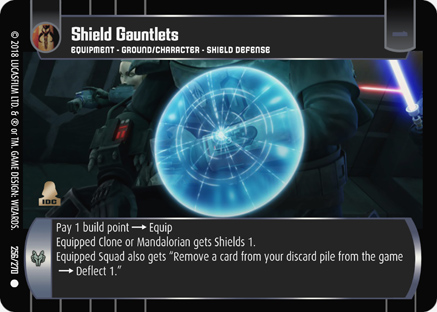 Shield Gauntlets
EQUIPMENT - GROUND/CHARACTER - SHIELD DEFENSE
© 2018 LUCASFILM LTD. & ® OR TM. GAME DESIGN: WIZARDS.
256/270
IDC
Pay 1 build point → Equip
Equipped Clone or Mandalorian gets Shields 1.
Equipped Squad also gets “Remove a card from your discard pile from the game
→ Deflect 1.”